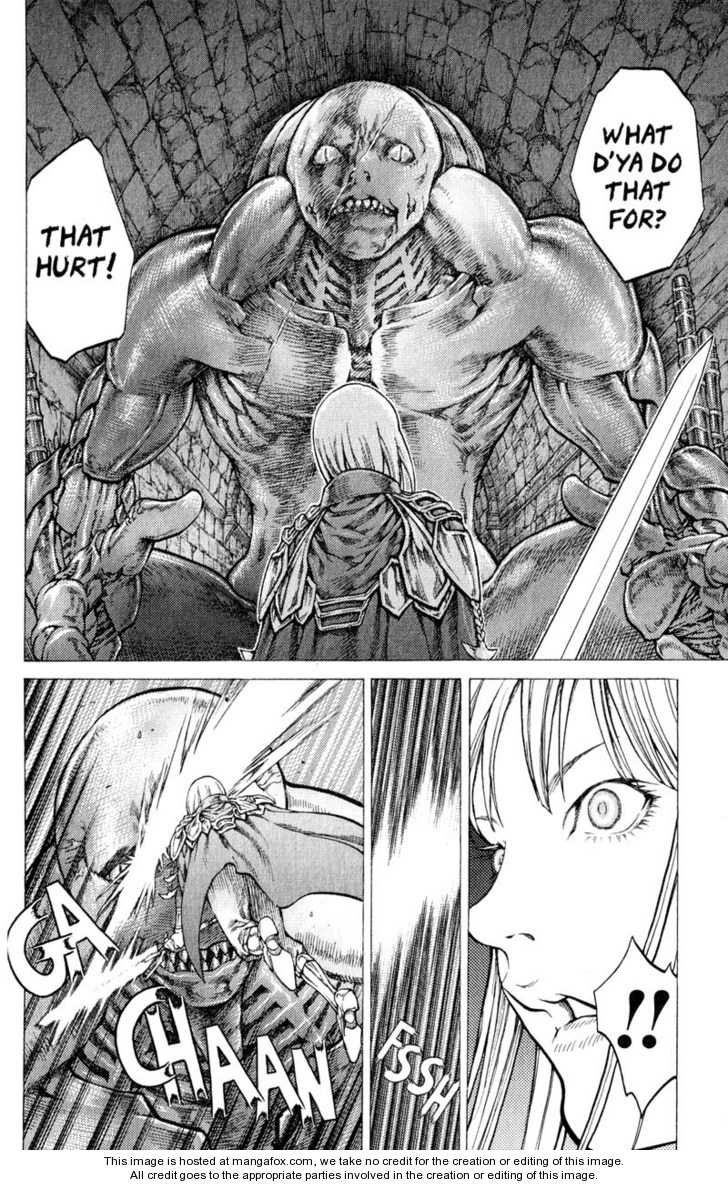 WHAT
D'YA DO
THAT
FOR?
THAT
HURT!
!!
FSSH
GA
CHAAN
This image is hosted at mangafox.com, we take no credit for the creation or editing of this image.
All credit goes to the appropriate parties involved in the creation or editing of this image.